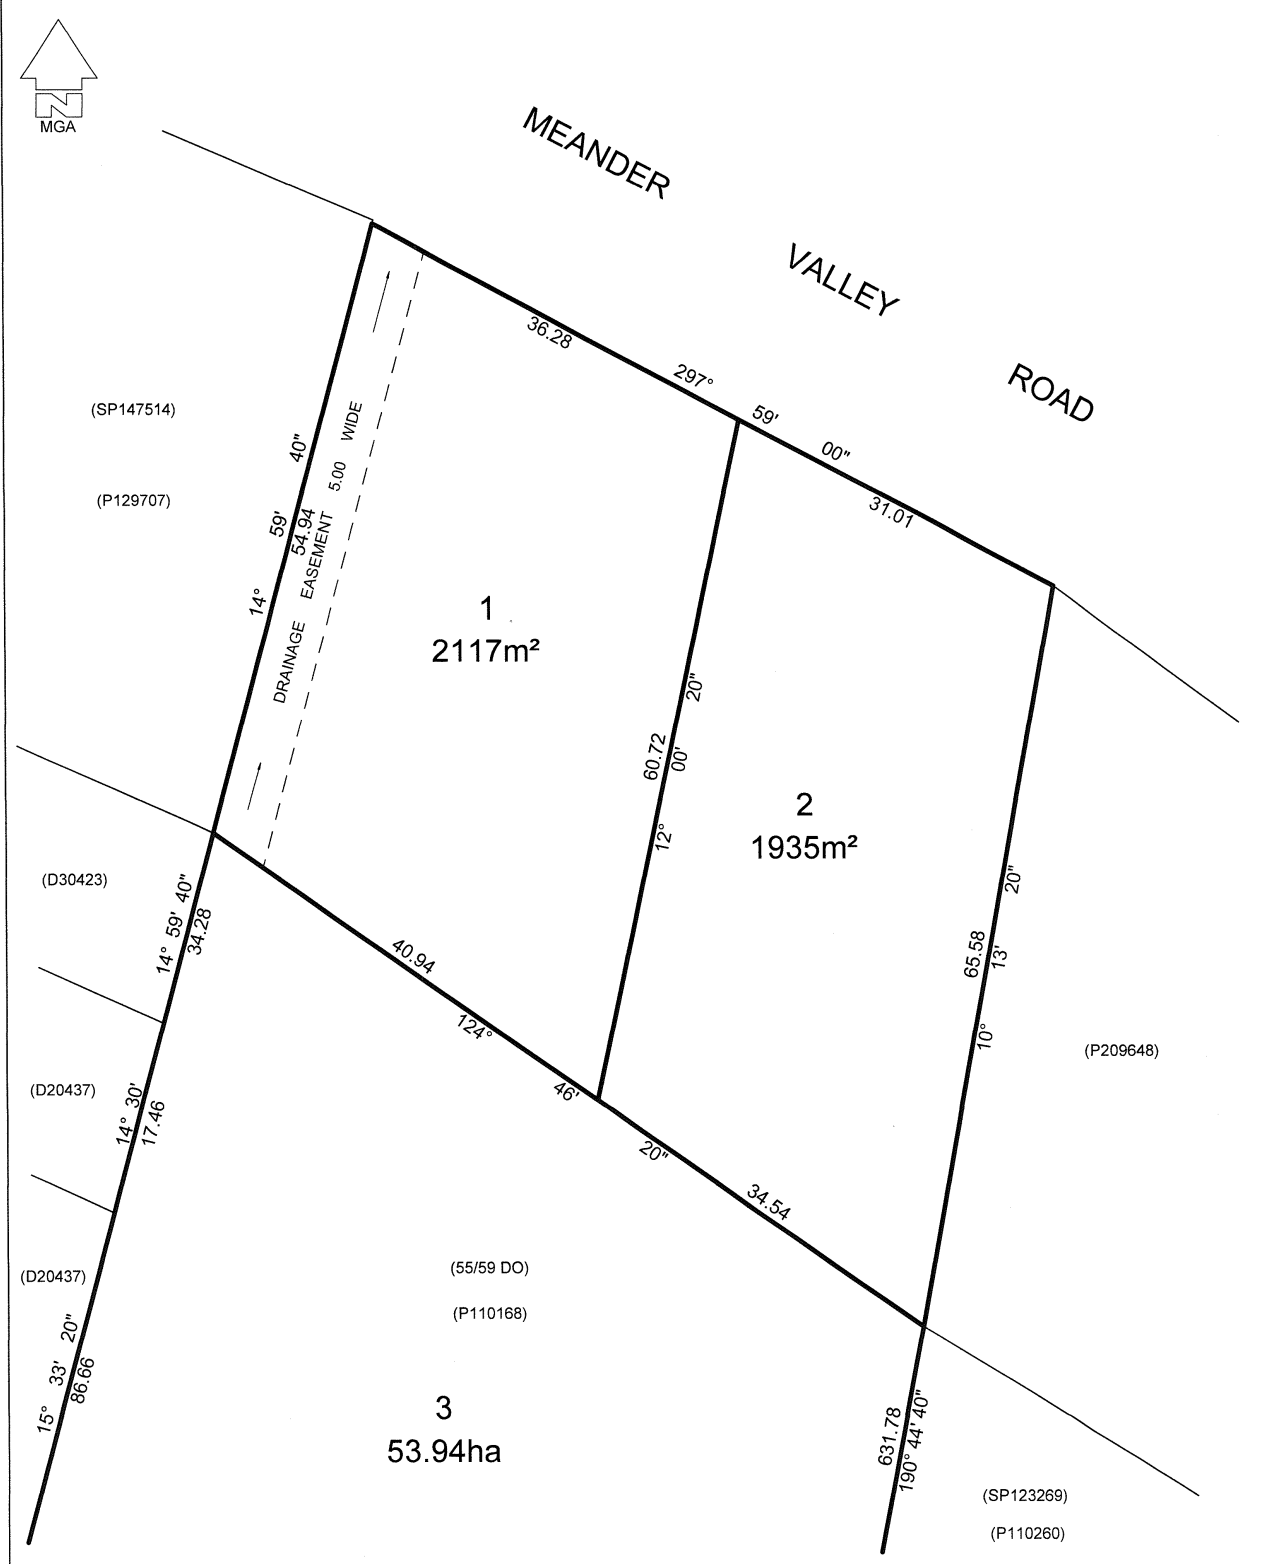 N
MGA
MEANDER
VALLEY
ROAD
36.28
297°
59'
00"
31.01
(SP147514)
(P129707)
14° 59' 40"
54.94
DRAINAGE EASEMENT 5.00 WIDE
1
2117m²
12° 00' 20"
60.72
2
1935m²
10° 13' 20"
65.58
(P209648)
(D30423)
14° 59' 40"
34.28
40.94
124°
46'
20"
34.54
(D20437)
14° 30'
17.46
(D20437)
15° 33' 20"
86.66
(55/59 DO)
(P110168)
3
53.94ha
631.78
190° 44' 40"
(SP123269)
(P110260)